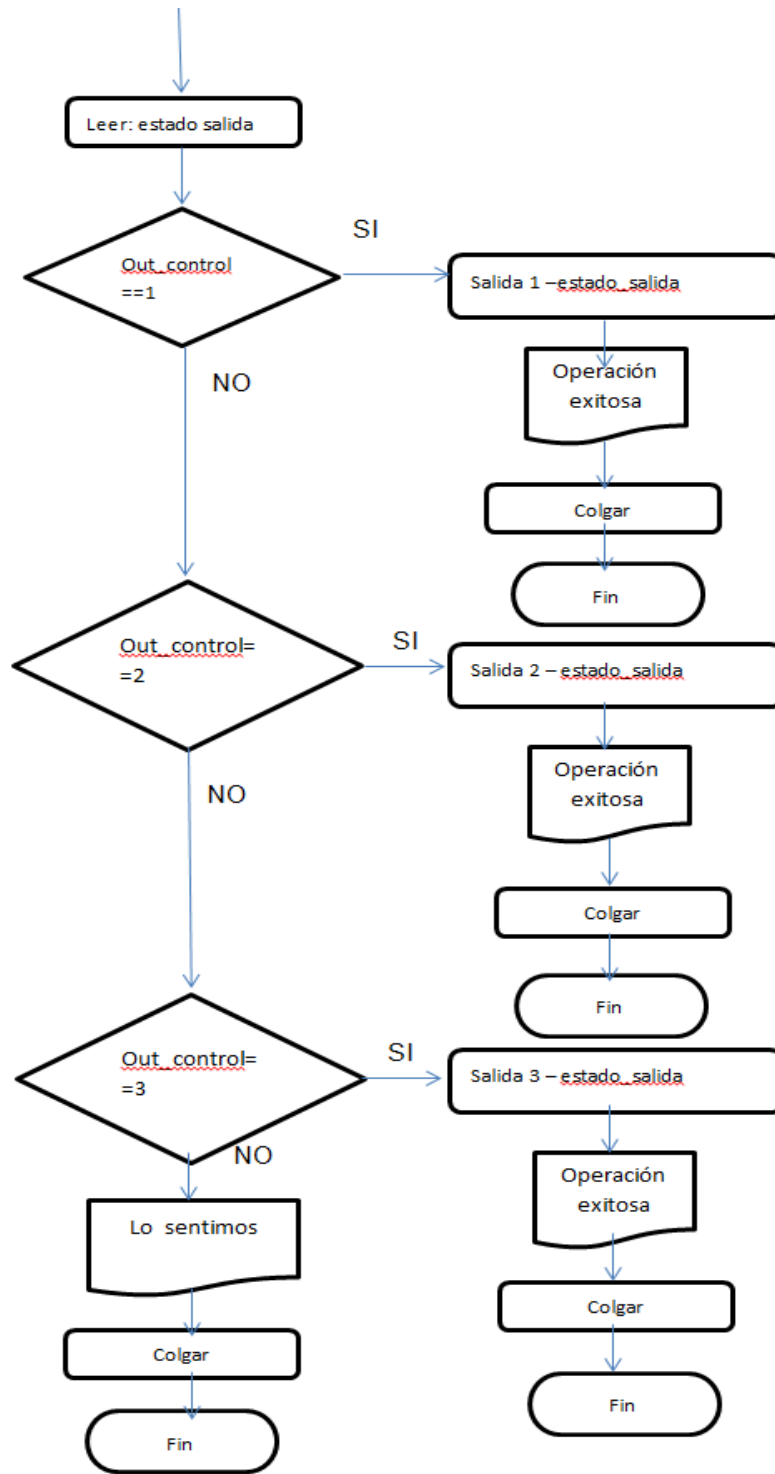 Leer: estado salida
SI
Out_control
==1
Salida 1 –estado_salida
NO
Operación
exitosa
Colgar
Fin
Out_control=
=2
SI
Salida 2 – estado_salida
NO
Operación
exitosa
Colgar
Fin
Out_control=
=3
SI
Salida 3 – estado_salida
NO
Operación
exitosa
Lo sentimos
Colgar
Colgar
Fin
Fin